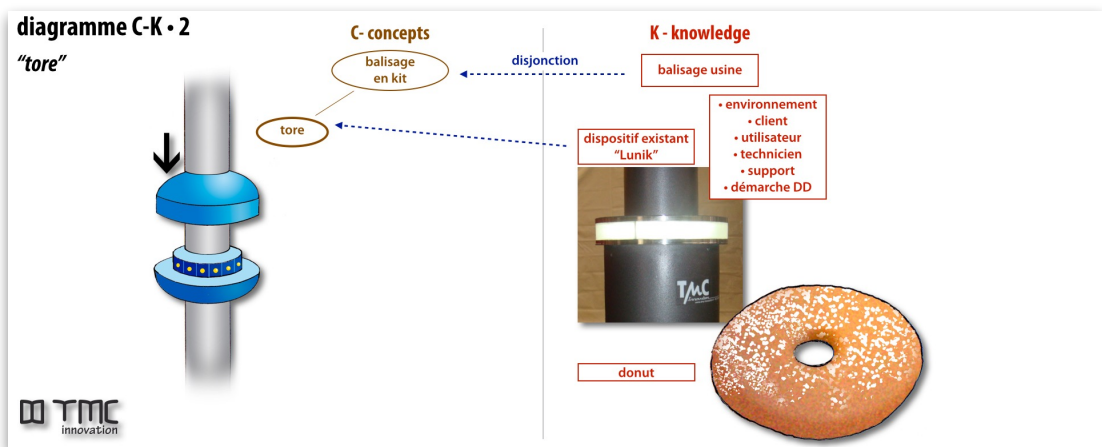 diagramme C-K • 2
"tore"
C- concepts
K - knowledge
balisage
en kit
disjonction
balisage usine
tore
• environnement
• client
• utilisateur
• technicien
• support
• démarche DD
dispositif existant
"Lunik"
TMC
donut
TMC
innovation